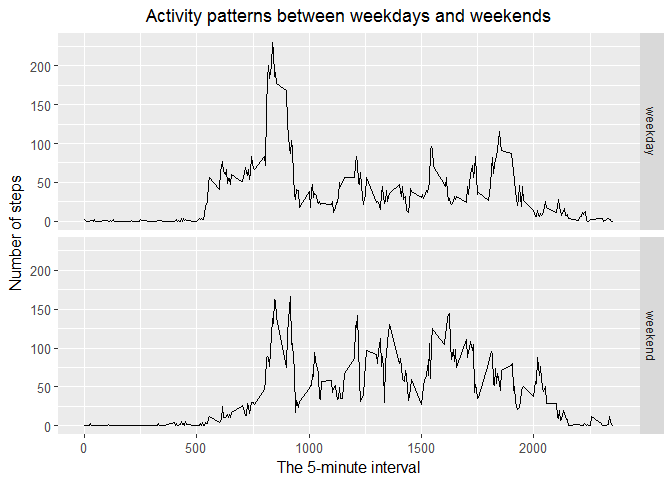 Activity patterns between weekdays and weekends
Number of steps
200
150
100
50
0
weekday
200
150
100
50
0
weekend
0 500 1000 1500 2000
The 5-minute interval